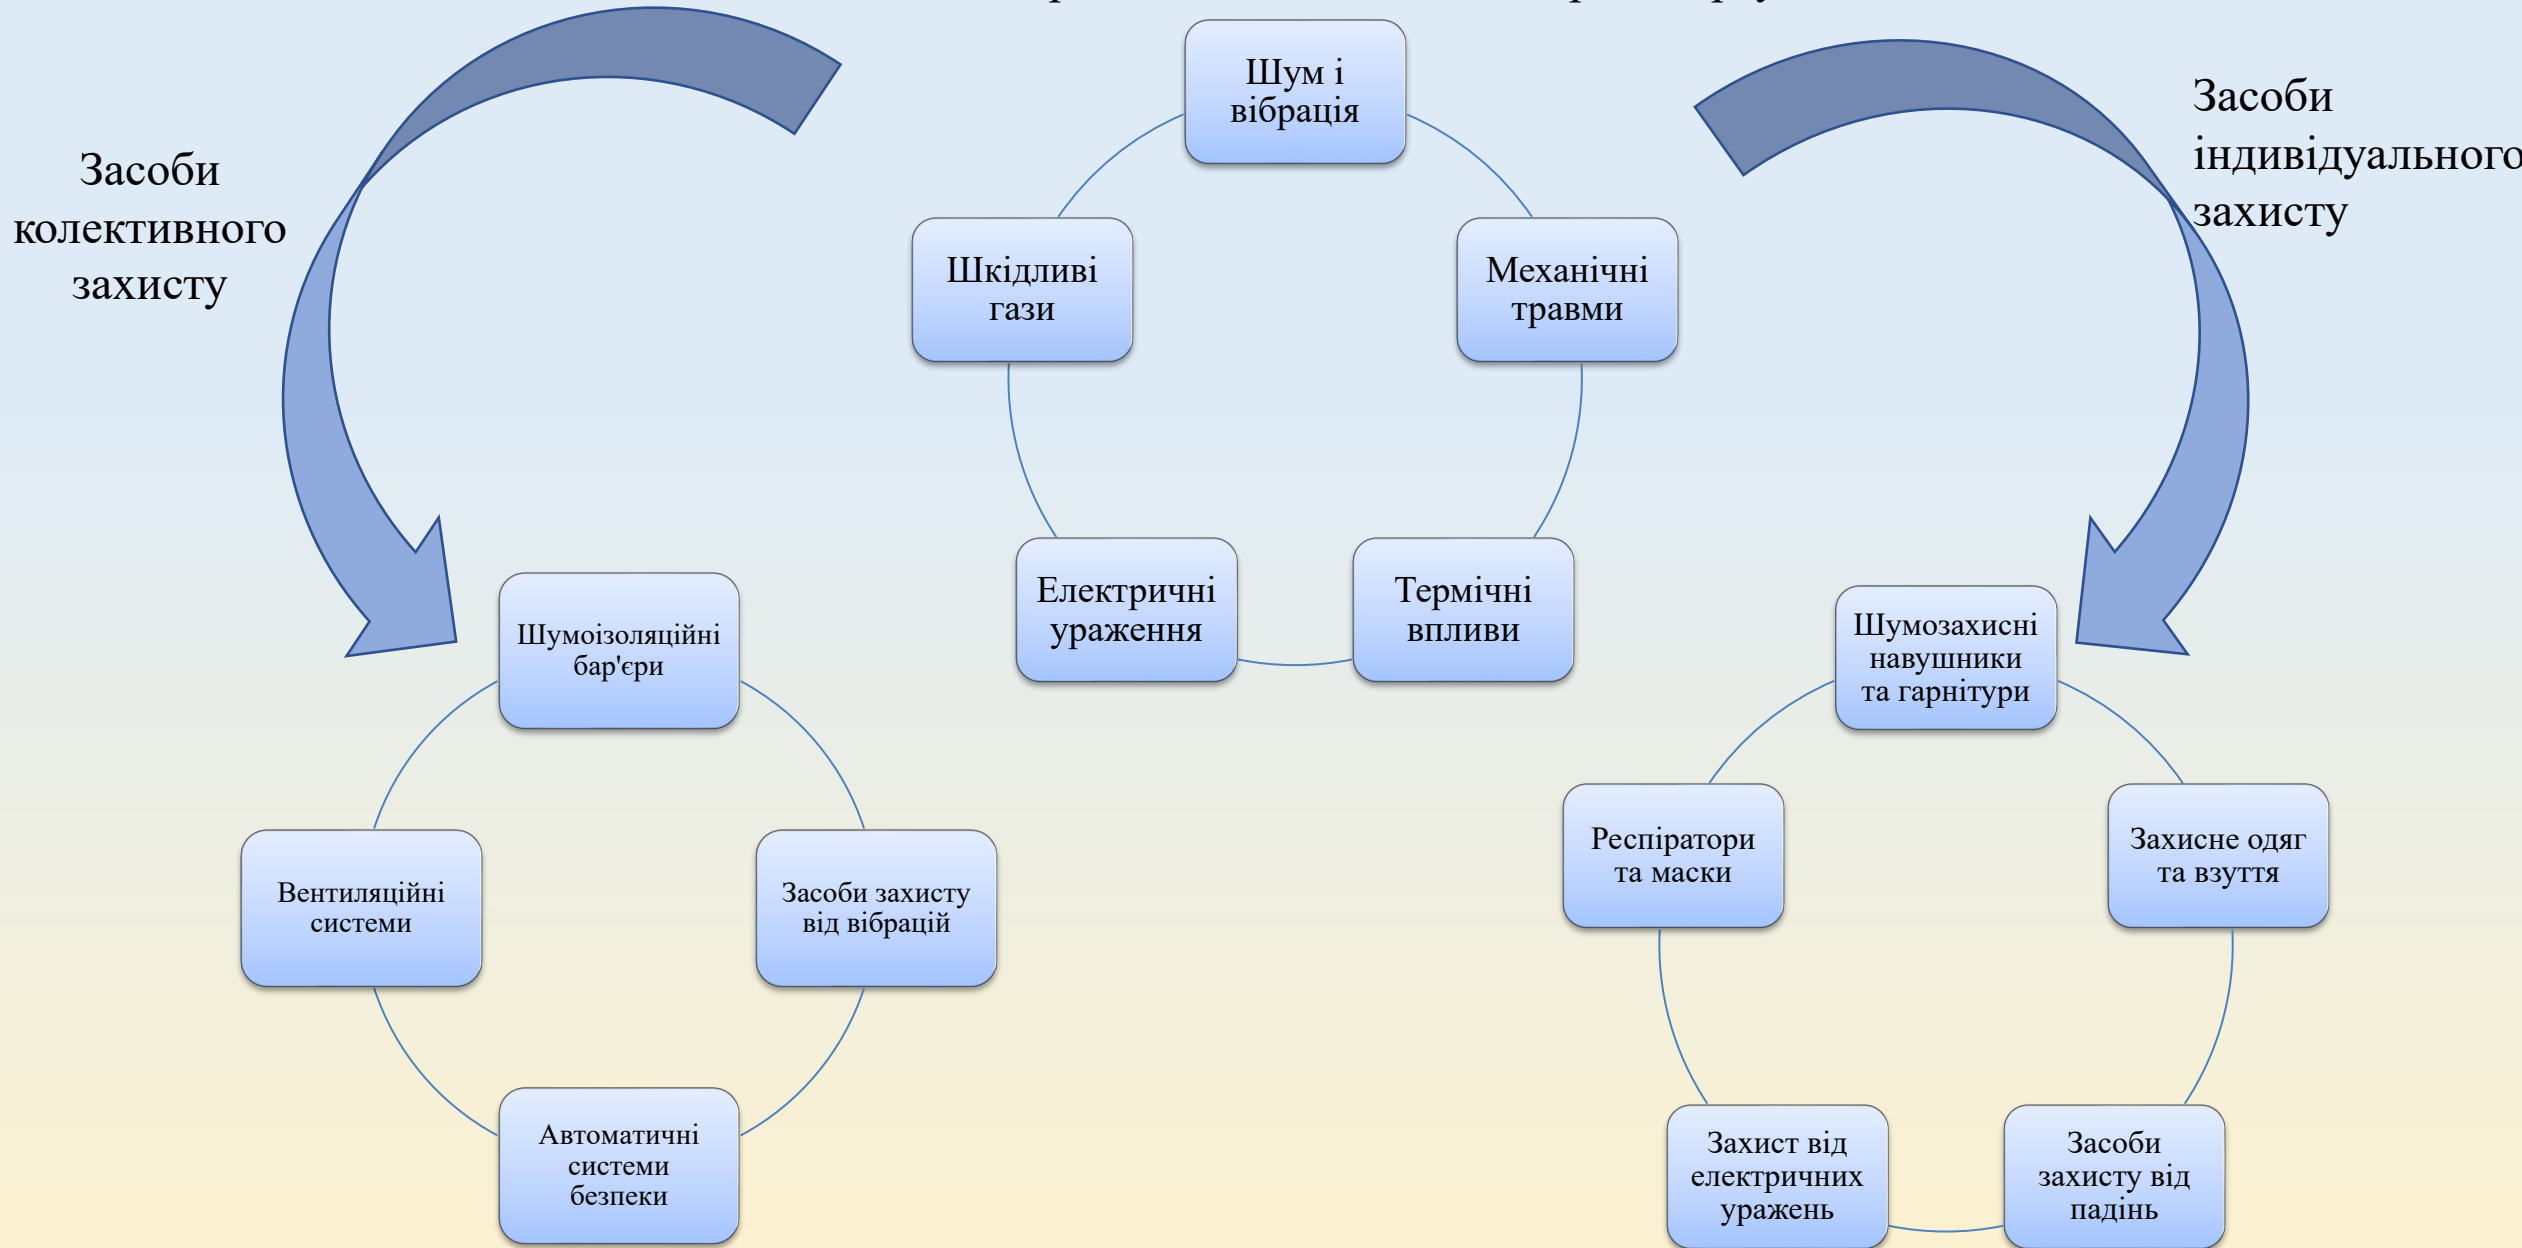 Шум і
вібрація
Засоби
колективного
захисту
Засоби
індивідуального
захисту
Шкідливі
гази
Механічні
травми
Електричні
ураження
Термічні
впливи
Шумоізоляційні
бар'єри
Вентиляційні
системи
Засоби захисту
від вібрацій
Автоматичні
системи
безпеки
Шумозахисні
навушники
та гарнітури
Респіратори
та маски
Захисне одяг
та взуття
Захист від
електричних
уражень
Засоби
захисту від
падінь